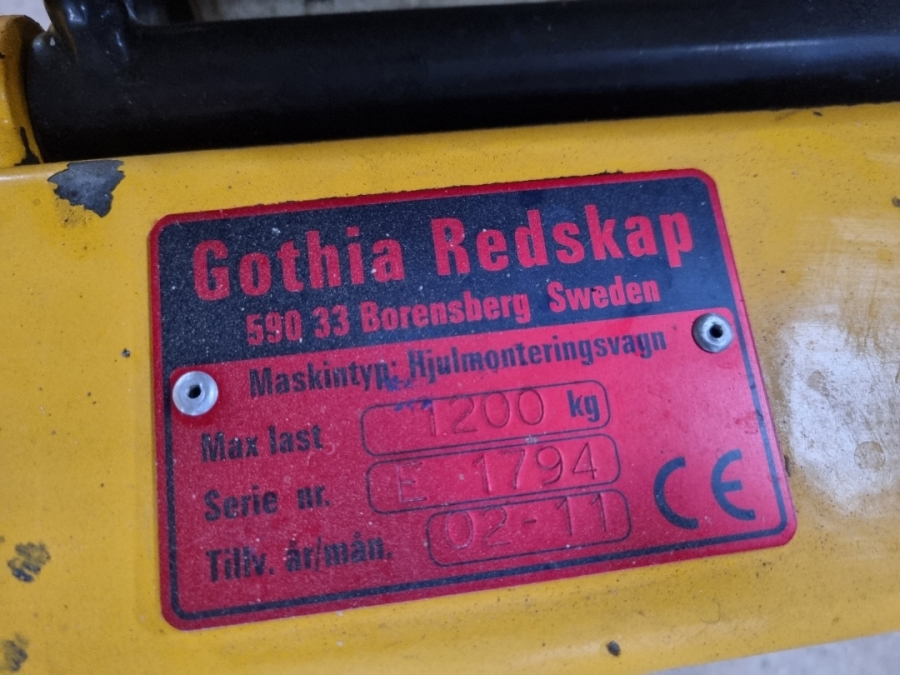 Gothia Redskap
590 33 Borensberg Sweden
Maskintyp: Hjulmonteringsvagn
Max last 1200 kg
Serie nr. E 1794
Tillv. år/mån. 02-11
CE